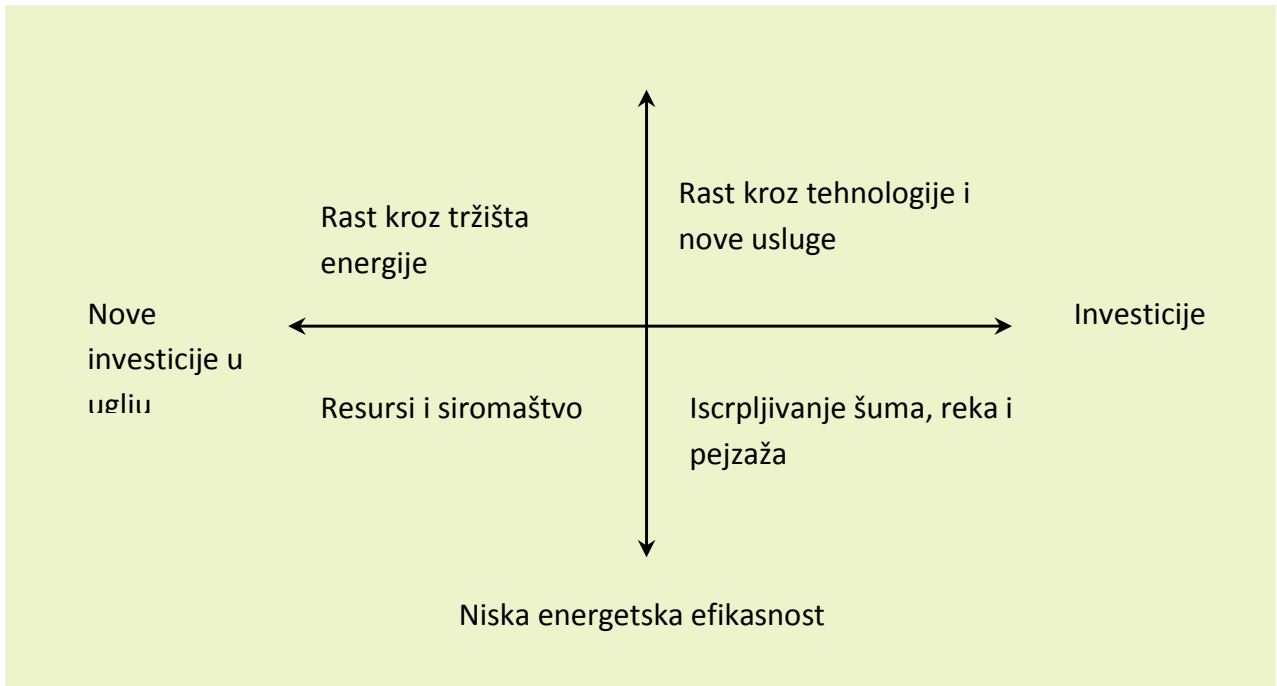 Rast kroz tehnologije i
nove usluge
Rast kroz tržišta
energije
Nove
investicije u
Investicije
Resursi i siromaštvo
Iscrpljivanje šuma, reka i
pejzaža
Niska energetska efikasnost